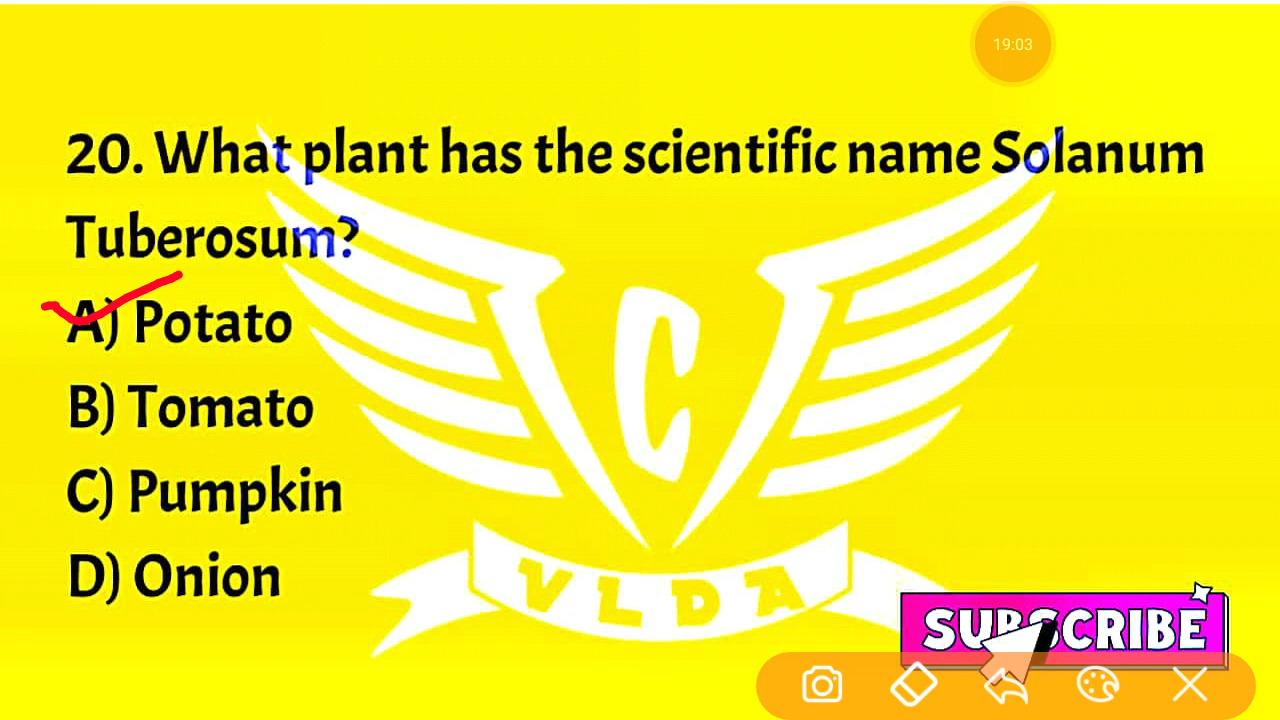 19:03
20. What plant has the scientific name Solanum
Tuberosum?
A) Potato
B) Tomato
C) Pumpkin
D) Onion
C
VLDA
SUBSCRIBE